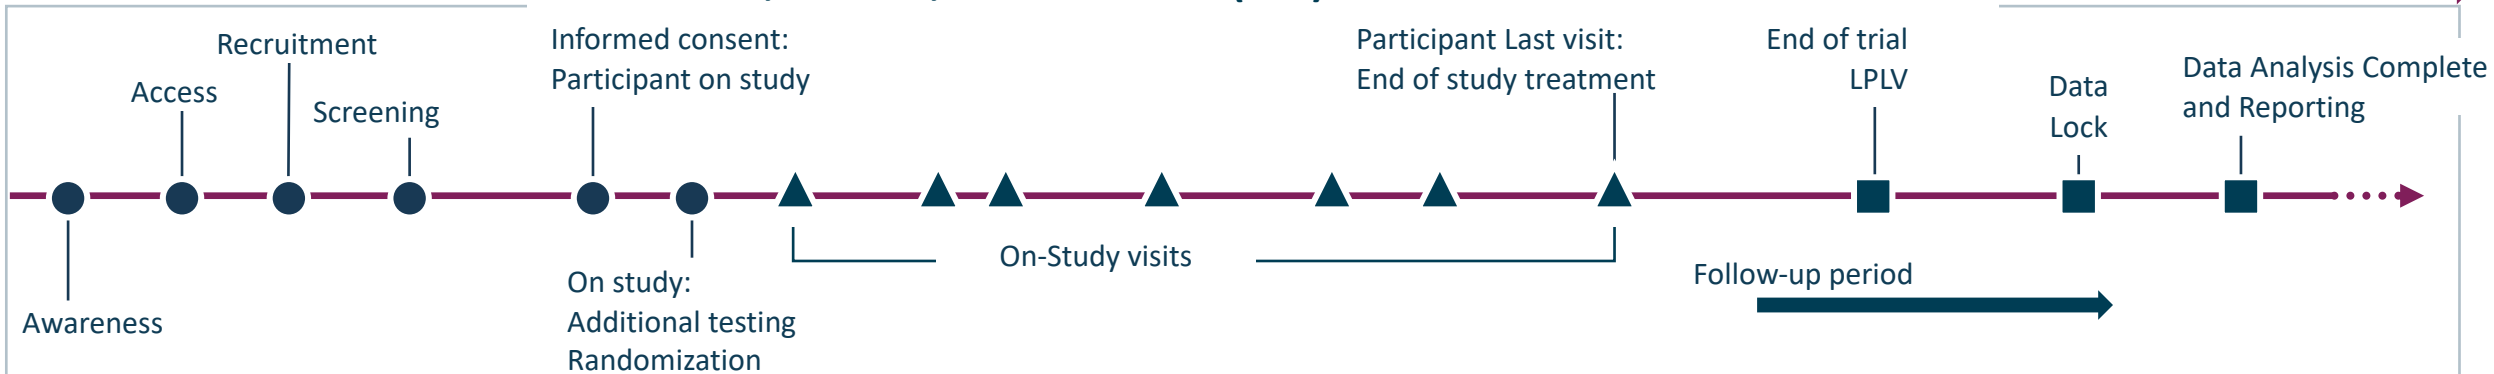 Recruitment
Access
Screening
Awareness
Informed consent:
Participant on study
On study:
Additional testing
Randomization
On-Study visits
Participant Last visit:
End of study treatment
End of trial
LPLV
Follow-up period
Data
Lock
Data Analysis Complete
and Reporting